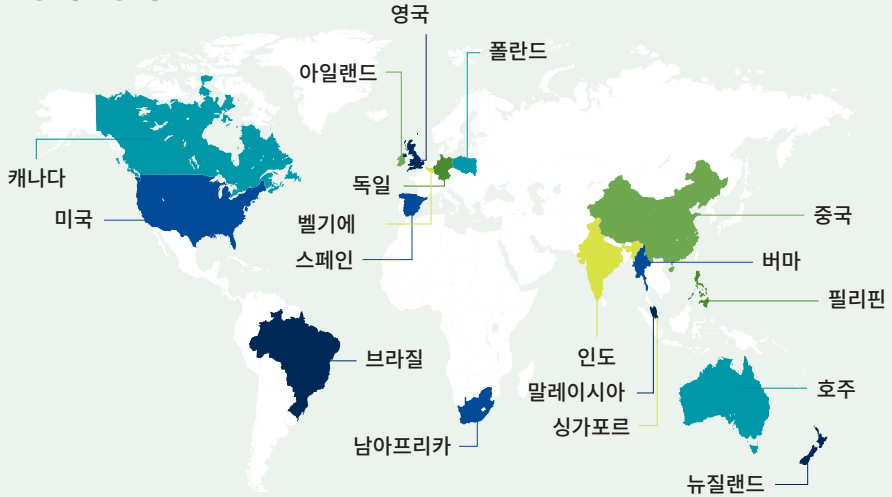 영국
폴란드
아일랜드
캐나다
독일
미국
벨기에
중국
스페인
버마
필리핀
브라질
인도
말레이시아
호주
싱가포르
남아프리카
뉴질랜드